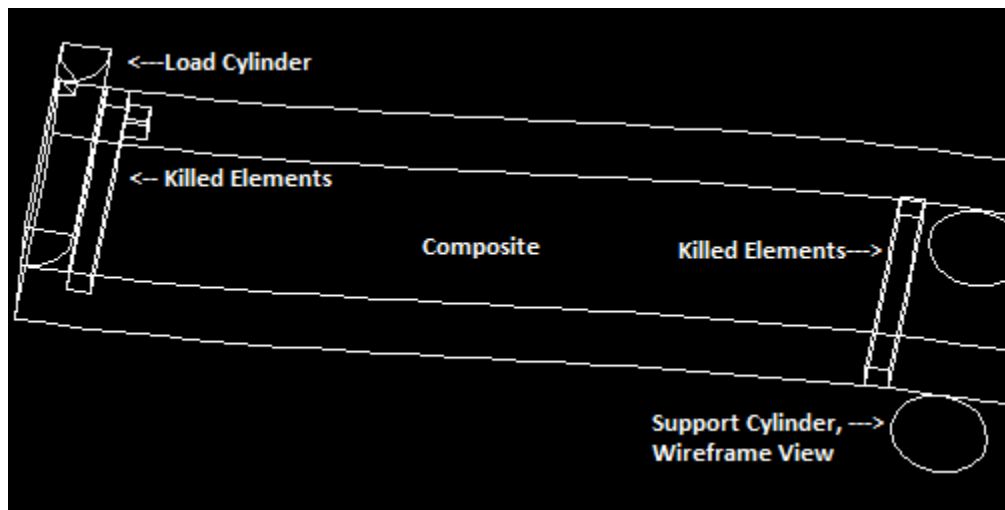 <---Load Cylinder
<-- Killed Elements
Composite
Killed Elements--->
Support Cylinder, --->
Wireframe View